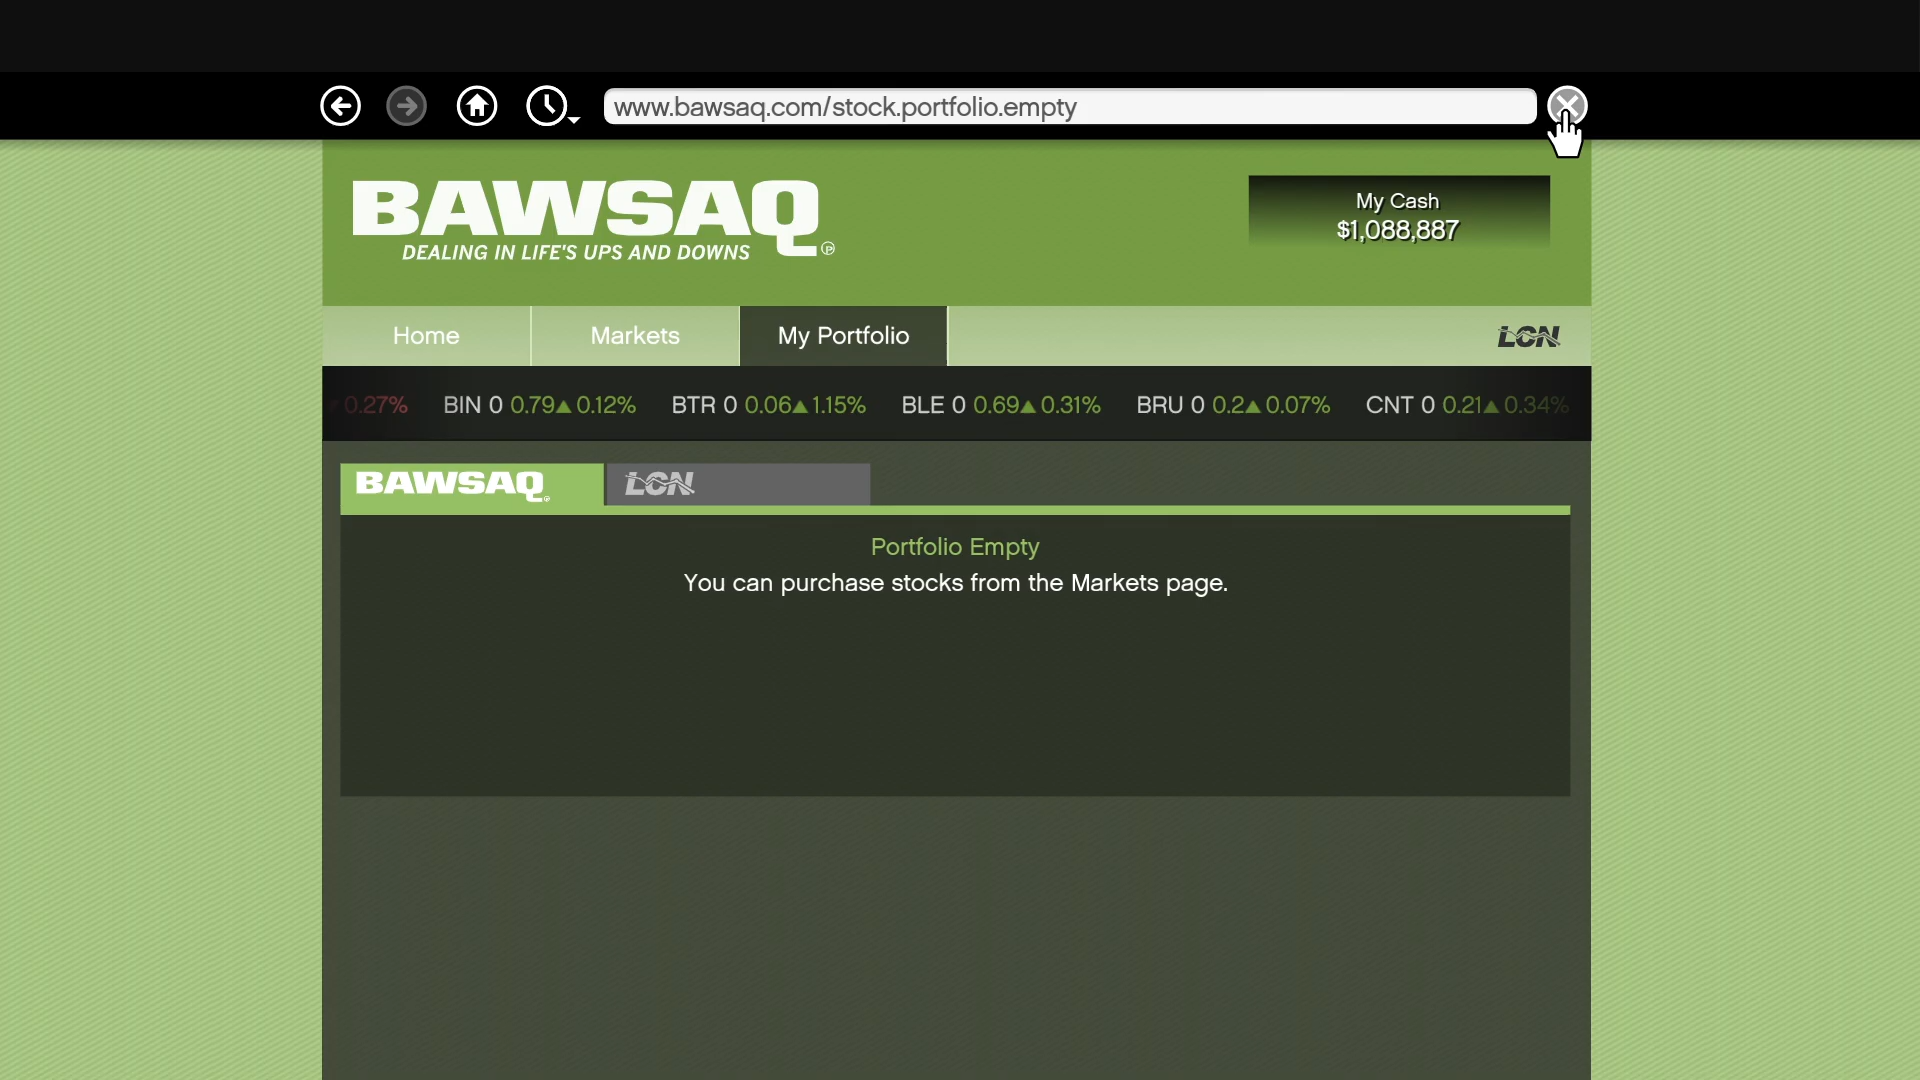 www.bawsaq.com/stock.portfolio.empty
BAWSAQ
DEALING IN LIFE'S UPS AND DOWNS
My Cash
$1,088,887
Home Markets My Portfolio LCN
0.27% BIN 0 0.79▲0.12% BTR 0 0.06▲1.15% BLE 0 0.69▲0.31% BRU 0 0.2▲0.07% CNT 0 0.21▲0.34%
BAWSAQ LCN
Portfolio Empty
You can purchase stocks from the Markets page.